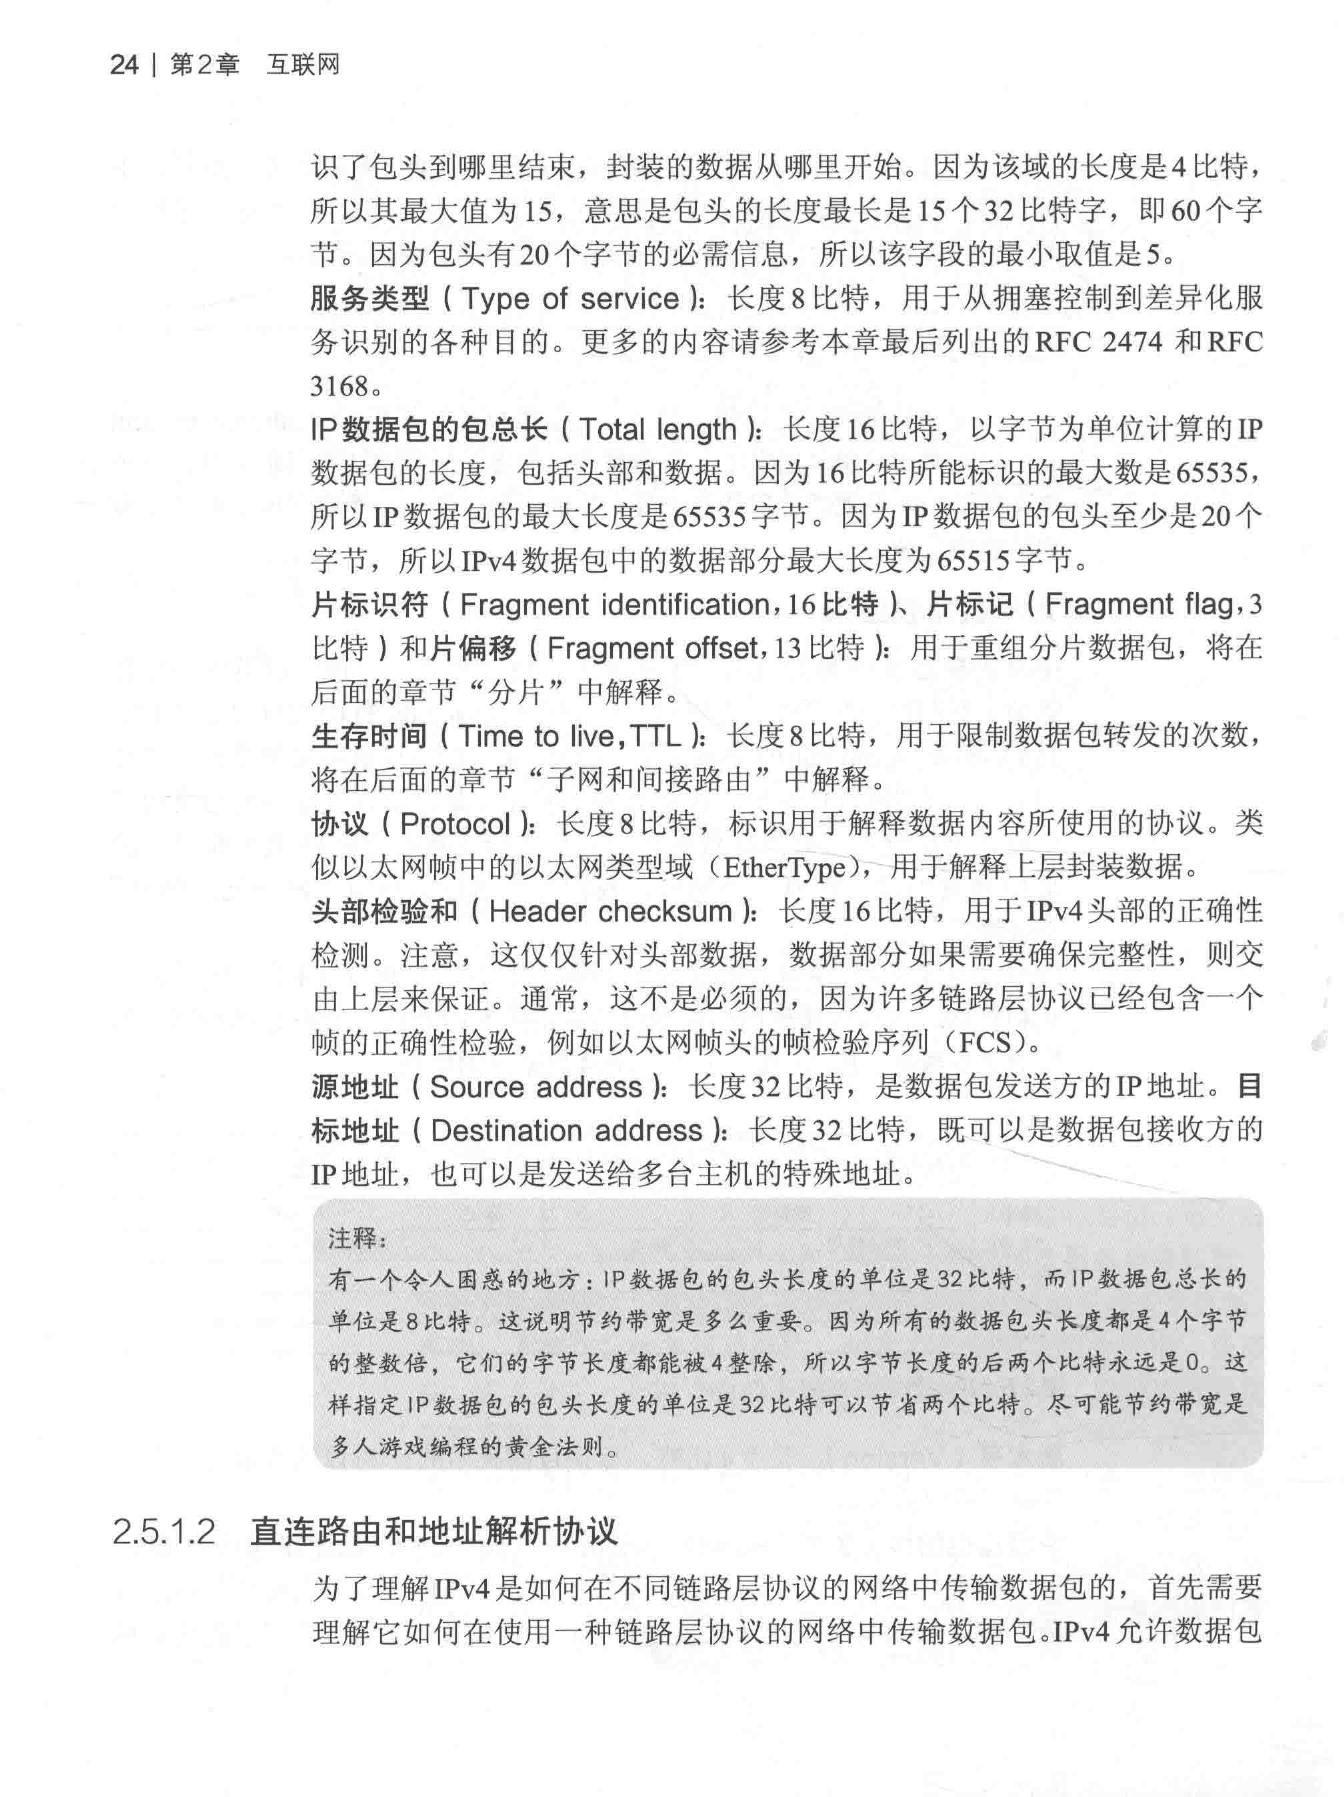 24 | 第2章 互联网
识了包头到哪里结束，封装的数据从哪里开始。因为该域的长度是4比特，
所以其最大值为15，意思是包头的长度最长是15个32比特字，即60个字
节。因为包头有20个字节的必需信息，所以该字段的最小取值是5。
服务类型（Type of service）：长度8比特，用于从拥塞控制到差异化服
务识别的各种目的。更多的内容请参考本章最后列出的RFC 2474 和RFC
3168。
IP数据包的包总长（Total length）：长度16比特，以字节为单位计算的IP
数据包的长度，包括头部和数据。因为16比特所能标识的最大数是65535，
所以IP数据包的最大长度是65535字节。因为IP数据包的包头至少是20个
字节，所以IPv4数据包中的数据部分最大长度为65515字节。
片标识符（Fragment identification,16比特）、片标记（Fragment flag,3
比特）和片偏移（Fragment offset,13比特）：用于重组分片数据包，将在
后面的章节“分片”中解释。
生存时间（Time to live,TTL）：长度8比特，用于限制数据包转发的次数，
将在后面的章节“子网和间接路由”中解释。
协议（Protocol）：长度8比特，标识用于解释数据内容所使用的协议。类
似以太网帧中的以太网类型域（EtherType），用于解释上层封装数据。
头部检验和（Header checksum）：长度16比特，用于IPv4头部的正确性
检测。注意，这仅仅针对头部数据，数据部分如果需要确保完整性，则交
由上层来保证。通常，这不是必须的，因为许多链路层协议已经包含一个
帧的正确性检验，例如以太网帧头的帧检验序列（FCS）。
源地址（Source address）：长度32比特，是数据包发送方的IP地址。目
标地址（Destination address）：长度32比特，既可以是数据包接收方的
IP地址，也可以是发送给多台主机的特殊地址。
注释：
有一个令人困惑的地方：IP数据包的包头长度的单位是32比特，而IP数据包总长的
单位是8比特。这说明节约带宽是多么重要。因为所有的数据包头长度都是4个字节
的整数倍，它们的字节长度都能被4整除，所以字节长度的后两个比特永远是0。这
样指定IP数据包的包头长度的单位是32比特可以节省两个比特。尽可能节约带宽是
多人游戏编程的黄金法则。
2.5.1.2 直连路由和地址解析协议
为了理解IPv4是如何在不同链路层协议的网络中传输数据包的，首先需要
理解它如何在使用一种链路层协议的网络中传输数据包。IPv4允许数据包